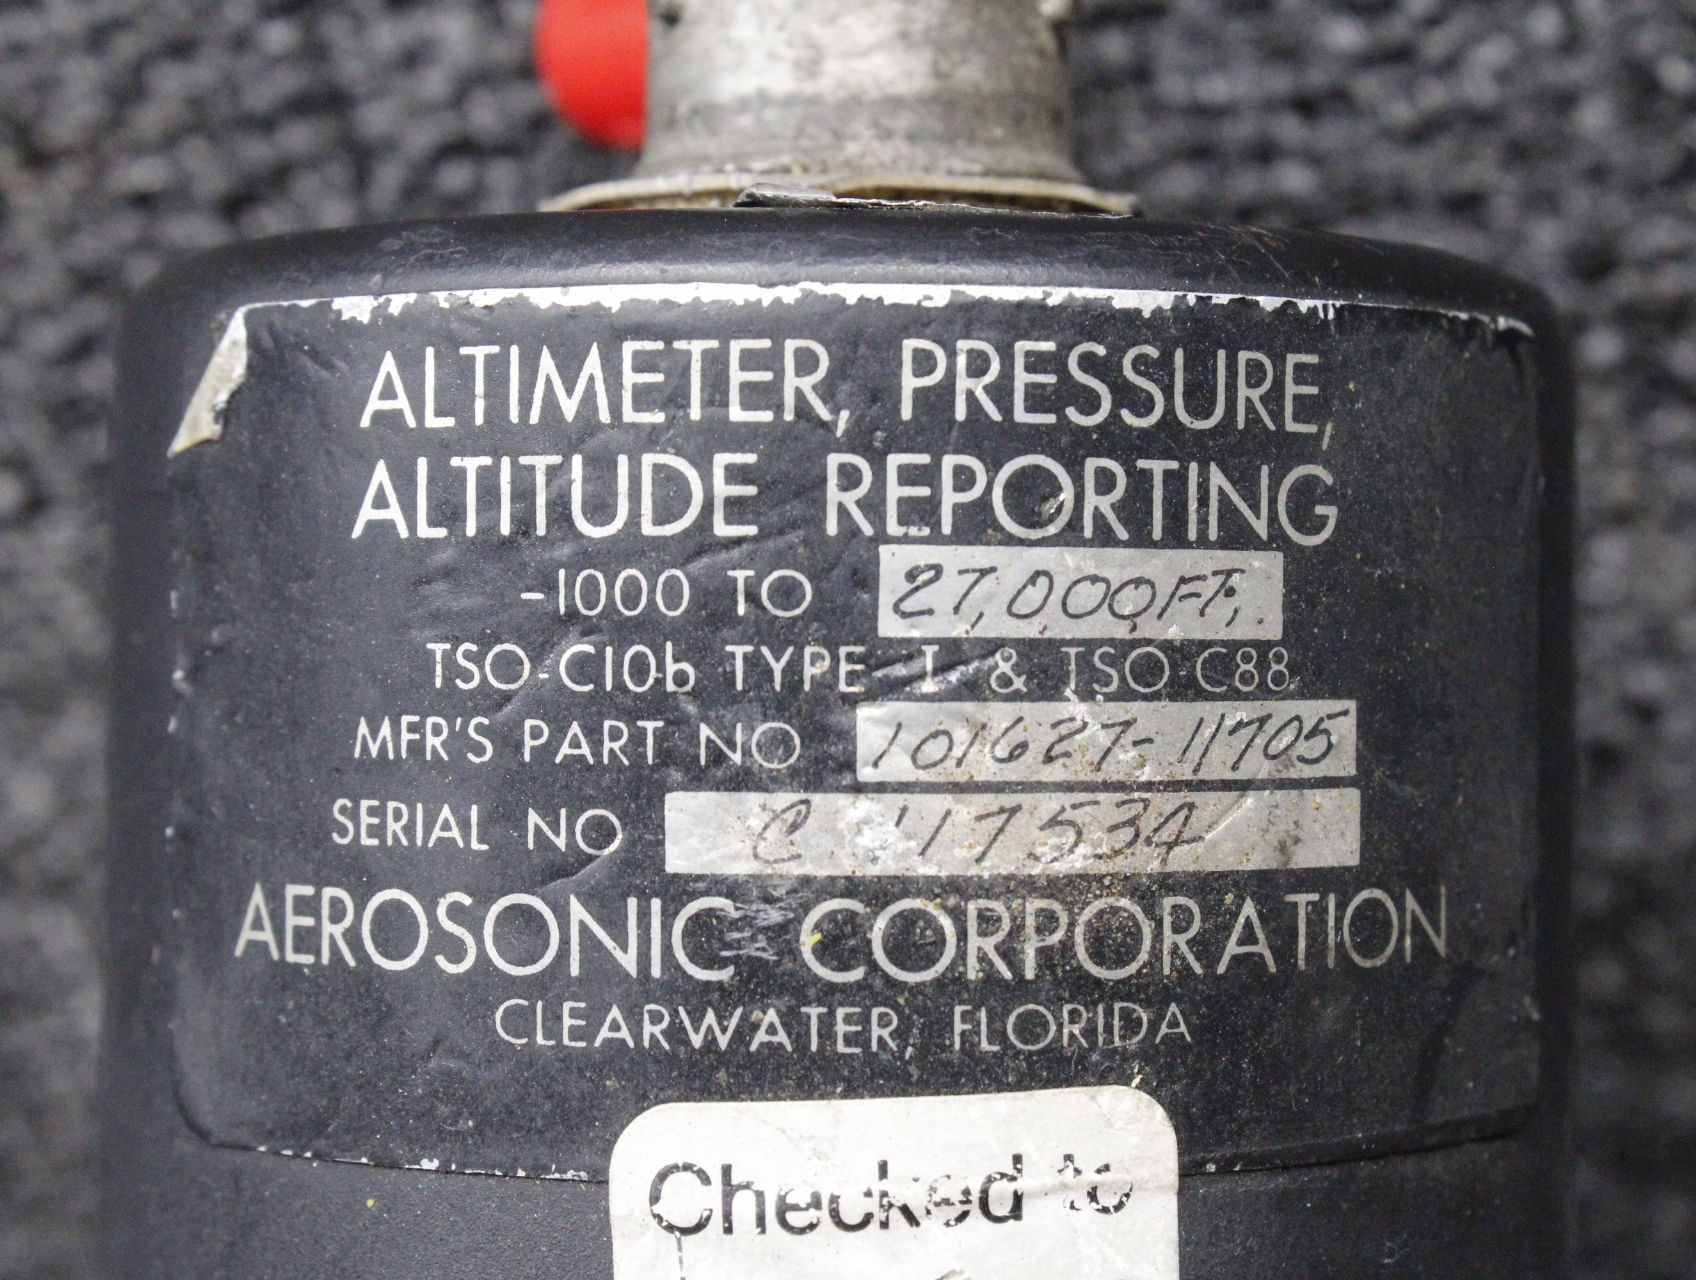 ALTIMETER, PRESSURE,
ALTITUDE REPORTING
-1000 TO 27,000FT.
TSO-C10b TYPE I & TSO-C88
MFR'S PART NO 101627-11705
SERIAL NO C 117534
AEROSONIC CORPORATION
CLEARWATER, FLORIDA
Checked to